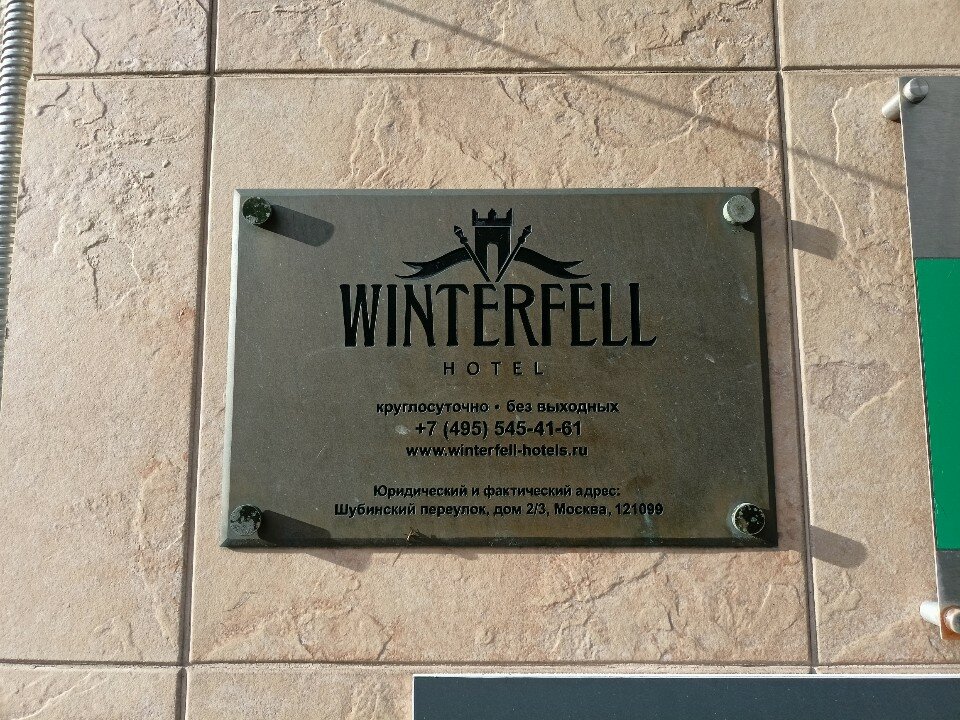 WINTERFELL
HOTEL
круглосуточно • без выходных
+7 (495) 545-41-61
www.winterfell-hotels.ru
Юридический и фактический адрес:
Шубинский переулок, дом 2/3, Москва, 121099